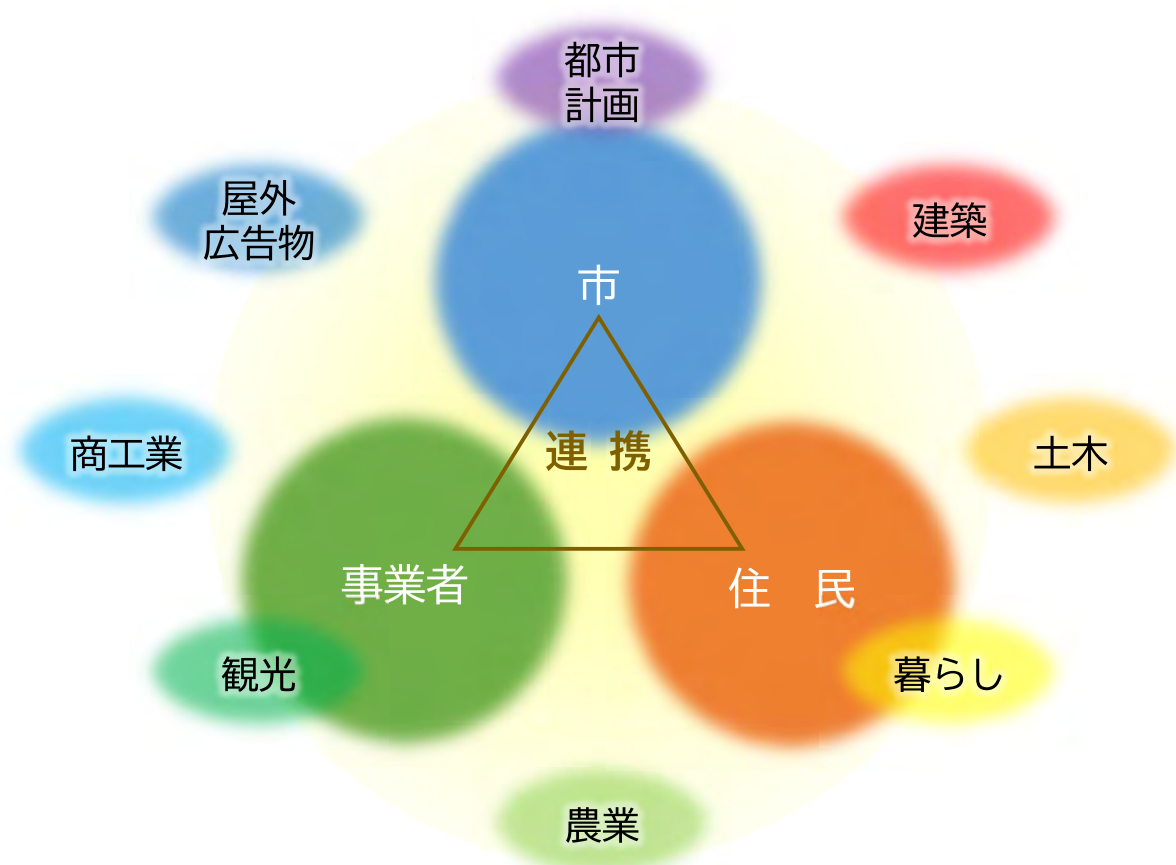 都市
計画
屋外
広告物
建築
市
商工業
連携
土木
事業者
住　民
観光
暮らし
農業